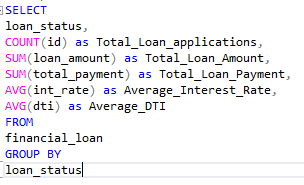 SELECT
loan_status,
COUNT(id) as Total_Loan_applications,
SUM(loan_amount) as Total_Loan_Amount,
SUM(total_payment) as Total_Loan_Payment,
AVG(int_rate) as Average_Interest_Rate,
AVG(dti) as Average_DTI
FROM
financial_loan
GROUP BY
loan_status